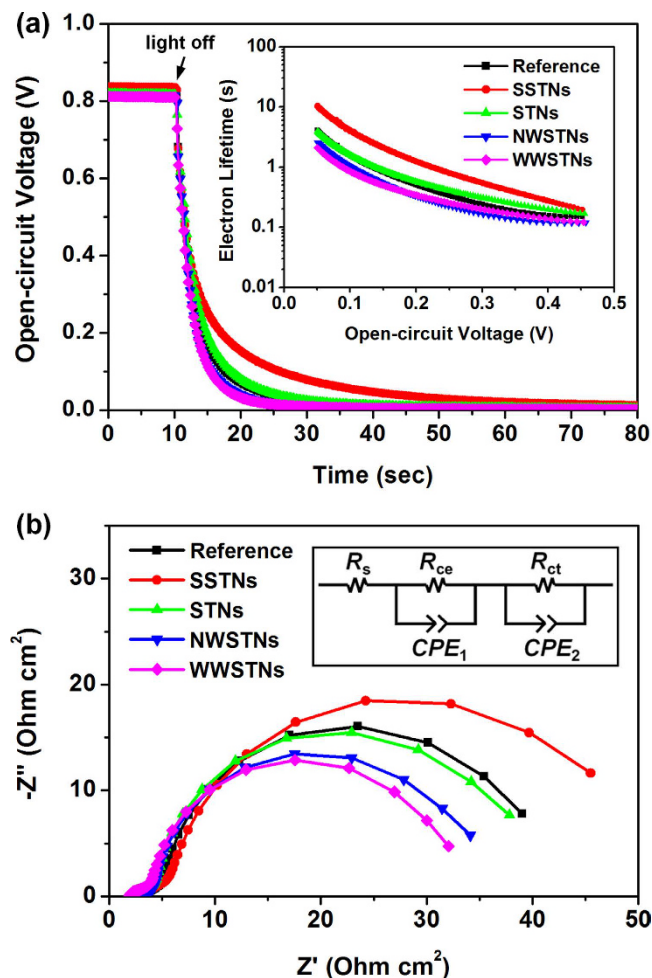 (a)
light off
Open-circuit Voltage (V)
1.0
0.8
0.6
0.4
0.2
0.0
0 10 20 30 40 50 60 70 80
Time (sec)
Electron Lifetime (s)
100
10
1
0.1
0.01
0.0 0.1 0.2 0.3 0.4 0.5
Open-circuit Voltage (V)
Reference
SSTNs
STNs
NWSTNs
WWSTNs
(b)
-Z'' (Ohm cm²)
35
30
25
20
15
10
5
0
0 10 20 30 40 50
Z' (Ohm cm²)
Reference
SSTNs
STNs
NWSTNs
WWSTNs
Rs Rce Rct
CPE1 CPE2